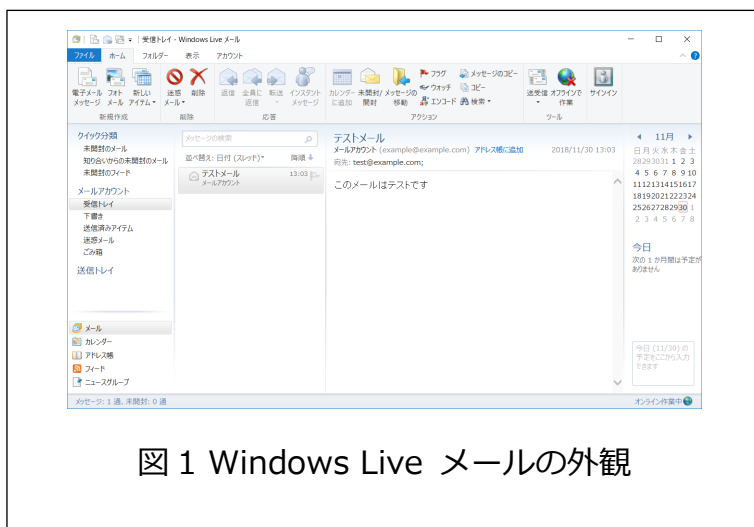 受信トレイ - Windows Live メール
ファイル ホーム フォルダー 表示 アカウント
電子メール メッセージ フォト メール 新しい アイテム
迷惑 メール 削除
返信 全員に 返信 転送 インスタント メッセージ
カレンダー に追加 未開封/ 開封 メッセージの 移動
フラグ ウォッチ エンコード
メッセージのコピー コピー 検索
送受信 オフラインで 作業 サインイン
新規作成 削除 応答 アクション ツール
クイック分類
未開封のメール
知り合いからの未開封のメール
未開封のフィード
メールアカウント
受信トレイ
下書き
送信済みアイテム
迷惑メール
ごみ箱
送信トレイ
メール
カレンダー
アドレス帳
フィード
ニュースグループ
メッセージの検索
並べ替え: 日付 (スレッド) 降順
テストメール 13:03
メールアカウント
テストメール
メールアカウント (example@example.com) アドレス帳に追加 2018/11/30 13:03
宛先: test@example.com;
このメールはテストです
11月
日 月 火 水 木 金 土
28 29 30 31 1 2 3
4 5 6 7 8 9 10
11 12 13 14 15 16 17
18 19 20 21 22 23 24
25 26 27 28 29 30 1
2 3 4 5 6 7 8
今日
次の 1 か月間は予定が
ありません
今日 (11/30) の
予定をここから入力
できます
メッセージ: 1 通、未開封: 0 通
オンライン作業中
図 1 Windows Live メールの外観